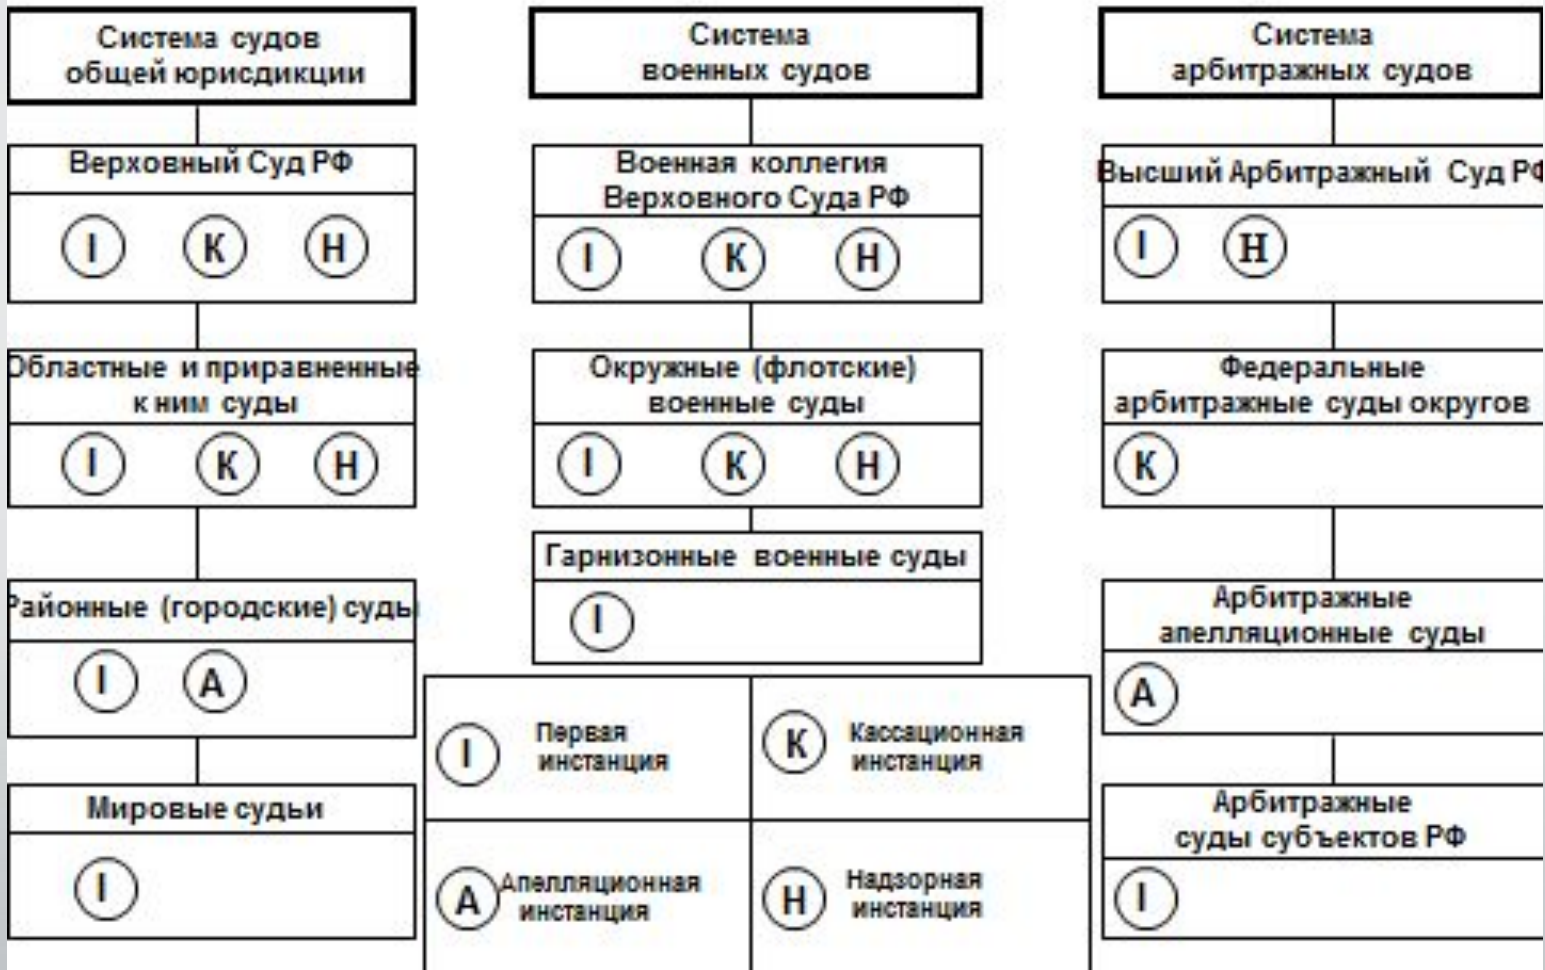 Система судов
общей юрисдикции
Верховный Суд РФ
I К Н
Областные и приравненные
к ним суды
I К Н
Районные (городские) суды
I А
Мировые судьи
I
Система
военных судов
Военная коллегия
Верховного Суда РФ
I К Н
Окружные (флотские)
военные суды
I К Н
Гарнизонные военные суды
I
Система
арбитражных судов
Высший Арбитражный Суд РФ
I Н
Федеральные
арбитражные суды округов
К
Арбитражные
апелляционные суды
А
Арбитражные
суды субъектов РФ
I
I Первая
инстанция
К Кассационная
инстанция
А Апелляционная
инстанция
Н Надзорная
инстанция